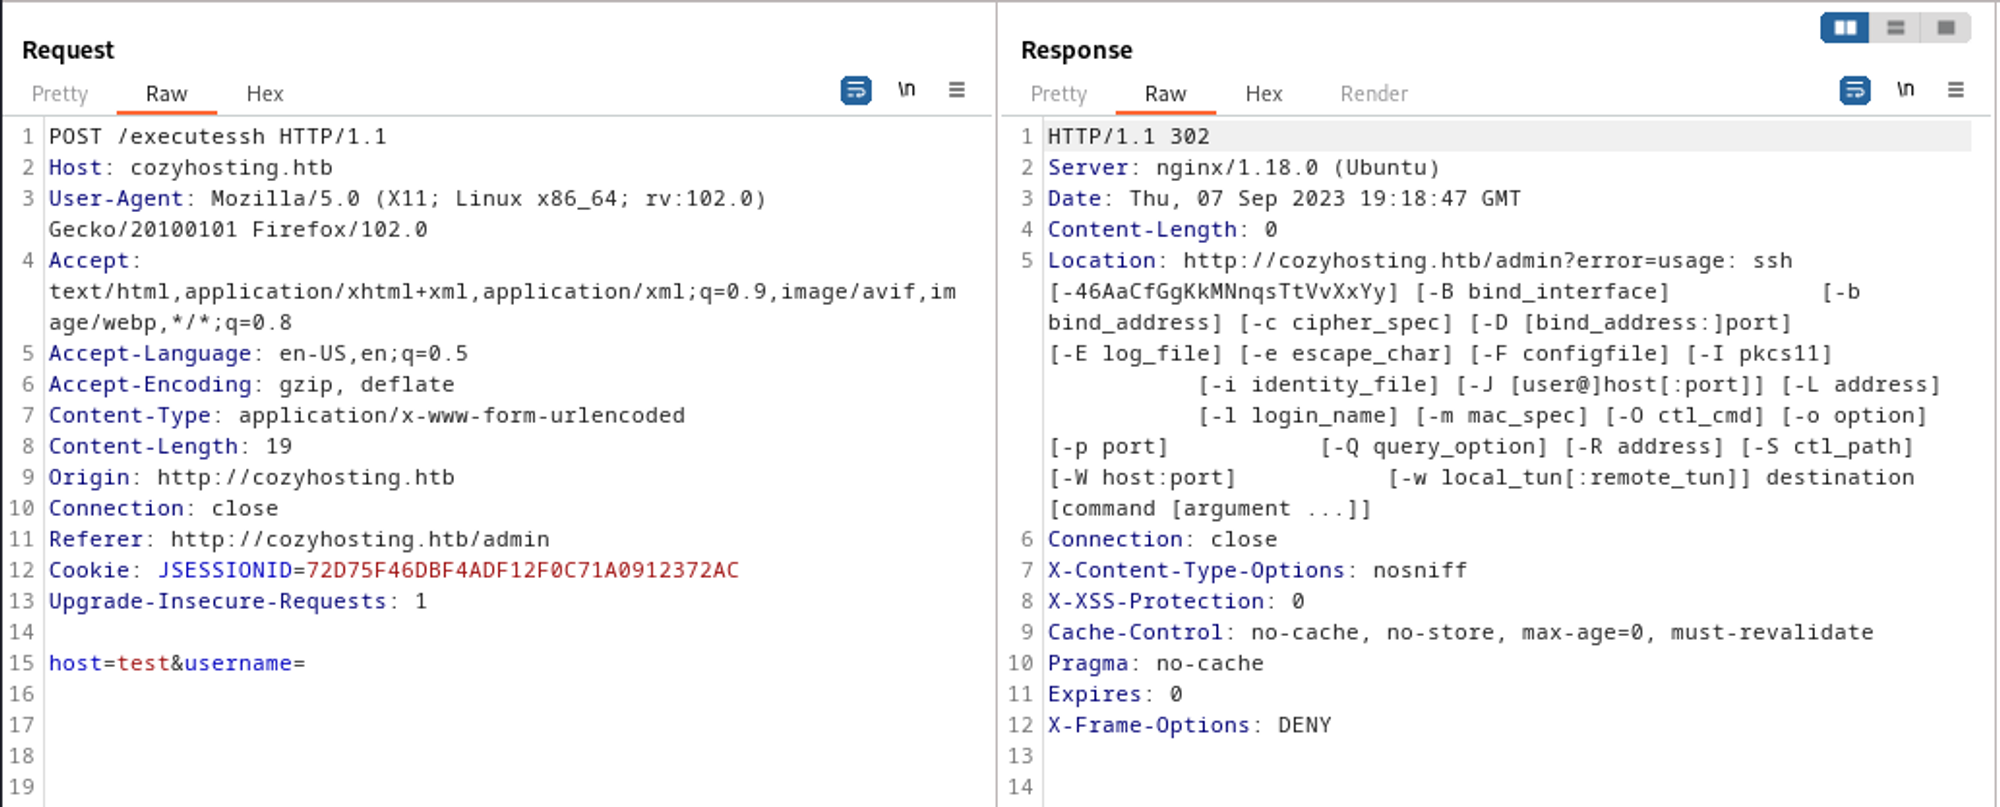 Request
Pretty Raw Hex \n
1 POST /executessh HTTP/1.1
2 Host: cozyhosting.htb
3 User-Agent: Mozilla/5.0 (X11; Linux x86_64; rv:102.0)
Gecko/20100101 Firefox/102.0
4 Accept:
text/html,application/xhtml+xml,application/xml;q=0.9,image/avif,im
age/webp,*/*;q=0.8
5 Accept-Language: en-US,en;q=0.5
6 Accept-Encoding: gzip, deflate
7 Content-Type: application/x-www-form-urlencoded
8 Content-Length: 19
9 Origin: http://cozyhosting.htb
10 Connection: close
11 Referer: http://cozyhosting.htb/admin
12 Cookie: JSESSIONID=72D75F46DBF4ADF12F0C71A0912372AC
13 Upgrade-Insecure-Requests: 1
14
15 host=test&username=
16
17
18
19
Response
Pretty Raw Hex Render \n
1 HTTP/1.1 302
2 Server: nginx/1.18.0 (Ubuntu)
3 Date: Thu, 07 Sep 2023 19:18:47 GMT
4 Content-Length: 0
5 Location: http://cozyhosting.htb/admin?error=usage: ssh
[-46AaCfGgKkMNnqsTtVvXxYy] [-B bind_interface] [-b
bind_address] [-c cipher_spec] [-D [bind_address:]port]
[-E log_file] [-e escape_char] [-F configfile] [-I pkcs11]
[-i identity_file] [-J [user@]host[:port]] [-L address]
[-l login_name] [-m mac_spec] [-O ctl_cmd] [-o option]
[-p port] [-Q query_option] [-R address] [-S ctl_path]
[-W host:port] [-w local_tun[:remote_tun]] destination
[command [argument ...]]
6 Connection: close
7 X-Content-Type-Options: nosniff
8 X-XSS-Protection: 0
9 Cache-Control: no-cache, no-store, max-age=0, must-revalidate
10 Pragma: no-cache
11 Expires: 0
12 X-Frame-Options: DENY
13
14